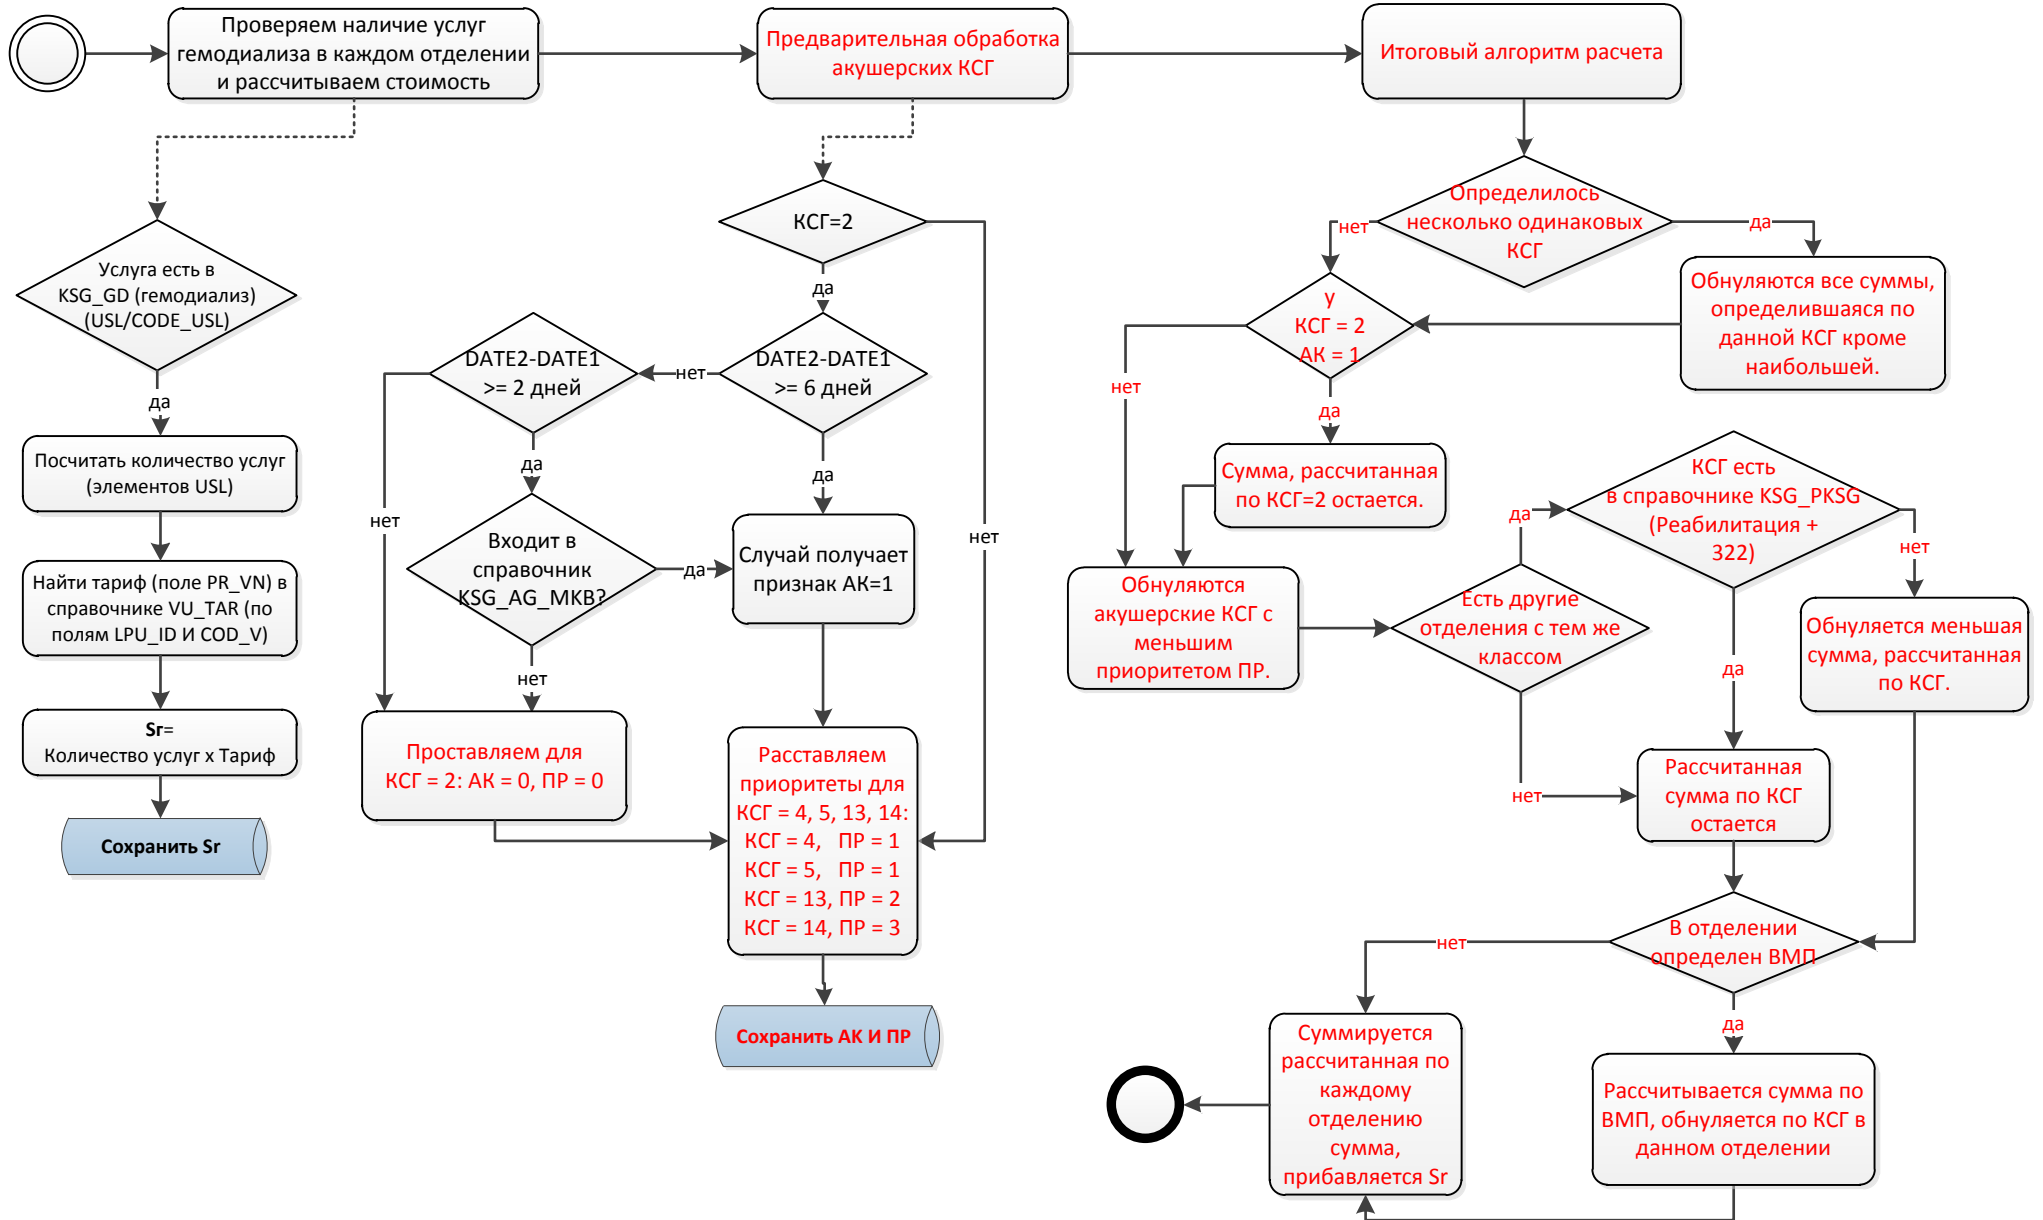 Проверяем наличие услуг
гемодиализа в каждом отделении
и рассчитываем стоимость
Предварительная обработка
акушерских КСГ
Итоговый алгоритм расчета
Услуга есть в
KSG_GD (гемодиализ)
(USL/CODE_USL)
да
Посчитать количество услуг
(элементов USL)
Найти тариф (поле PR_VN) в
справочнике VU_TAR (по
полям LPU_ID И COD_V)
Sr=
Количество услуг х Тариф
Сохранить Sr
КСГ=2
да
нет
DATE2-DATE1
>= 6 дней
нет
да
DATE2-DATE1
>= 2 дней
да
нет
Входит в
справочник
KSG_AG_MKB?
да
нет
Случай получает
признак АК=1
Проставляем для
КСГ = 2: АК = 0, ПР = 0
Расставляем
приоритеты для
КСГ = 4, 5, 13, 14:
КСГ = 4, ПР = 1
КСГ = 5, ПР = 1
КСГ = 13, ПР = 2
КСГ = 14, ПР = 3
Сохранить АК И ПР
Определилось
несколько одинаковых
КСГ
нет
да
Обнуляются все суммы,
определившаяся по
данной КСГ кроме
наибольшей.
у
КСГ = 2
АК = 1
нет
да
Сумма, рассчитанная
по КСГ=2 остается.
Обнуляются
акушерские КСГ с
меньшим
приоритетом ПР.
Есть другие
отделения с тем же
классом
да
нет
КСГ есть
в справочнике KSG_PKSG
(Реабилитация +
322)
нет
да
Обнуляется меньшая
сумма, рассчитанная
по КСГ.
Рассчитанная
сумма по КСГ
остается
В отделении
определен ВМП
нет
да
Рассчитывается сумма по
ВМП, обнуляется по КСГ в
данном отделении
Суммируется
рассчитанная по
каждому
отделению
сумма,
прибавляется Sr